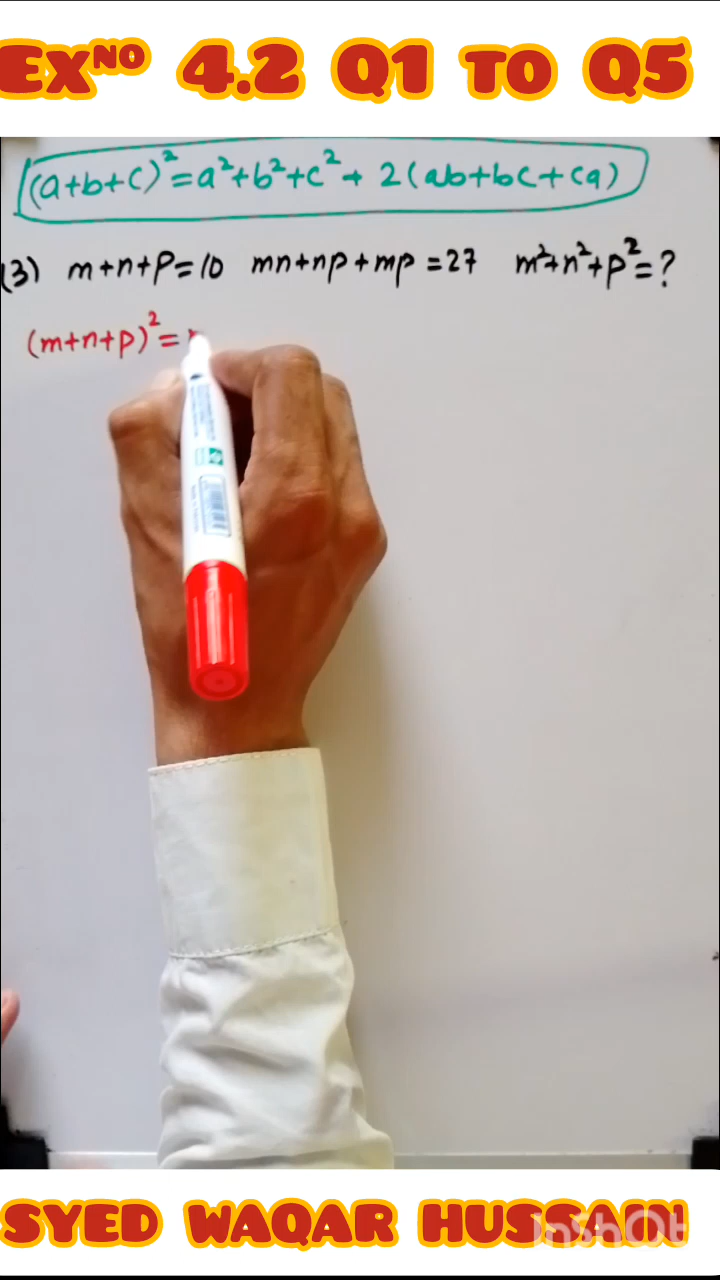 Exᴺᴼ 4.2 Q1 TO Q5
(a+b+c)²=a²+b²+c²+ 2(ab+bc+ca)
(3) m+n+p=10 mn+np+mp=27 m²+n²+p²=?
(m+n+p)²=
SYED WAQAR HUSSAIN
InShOt